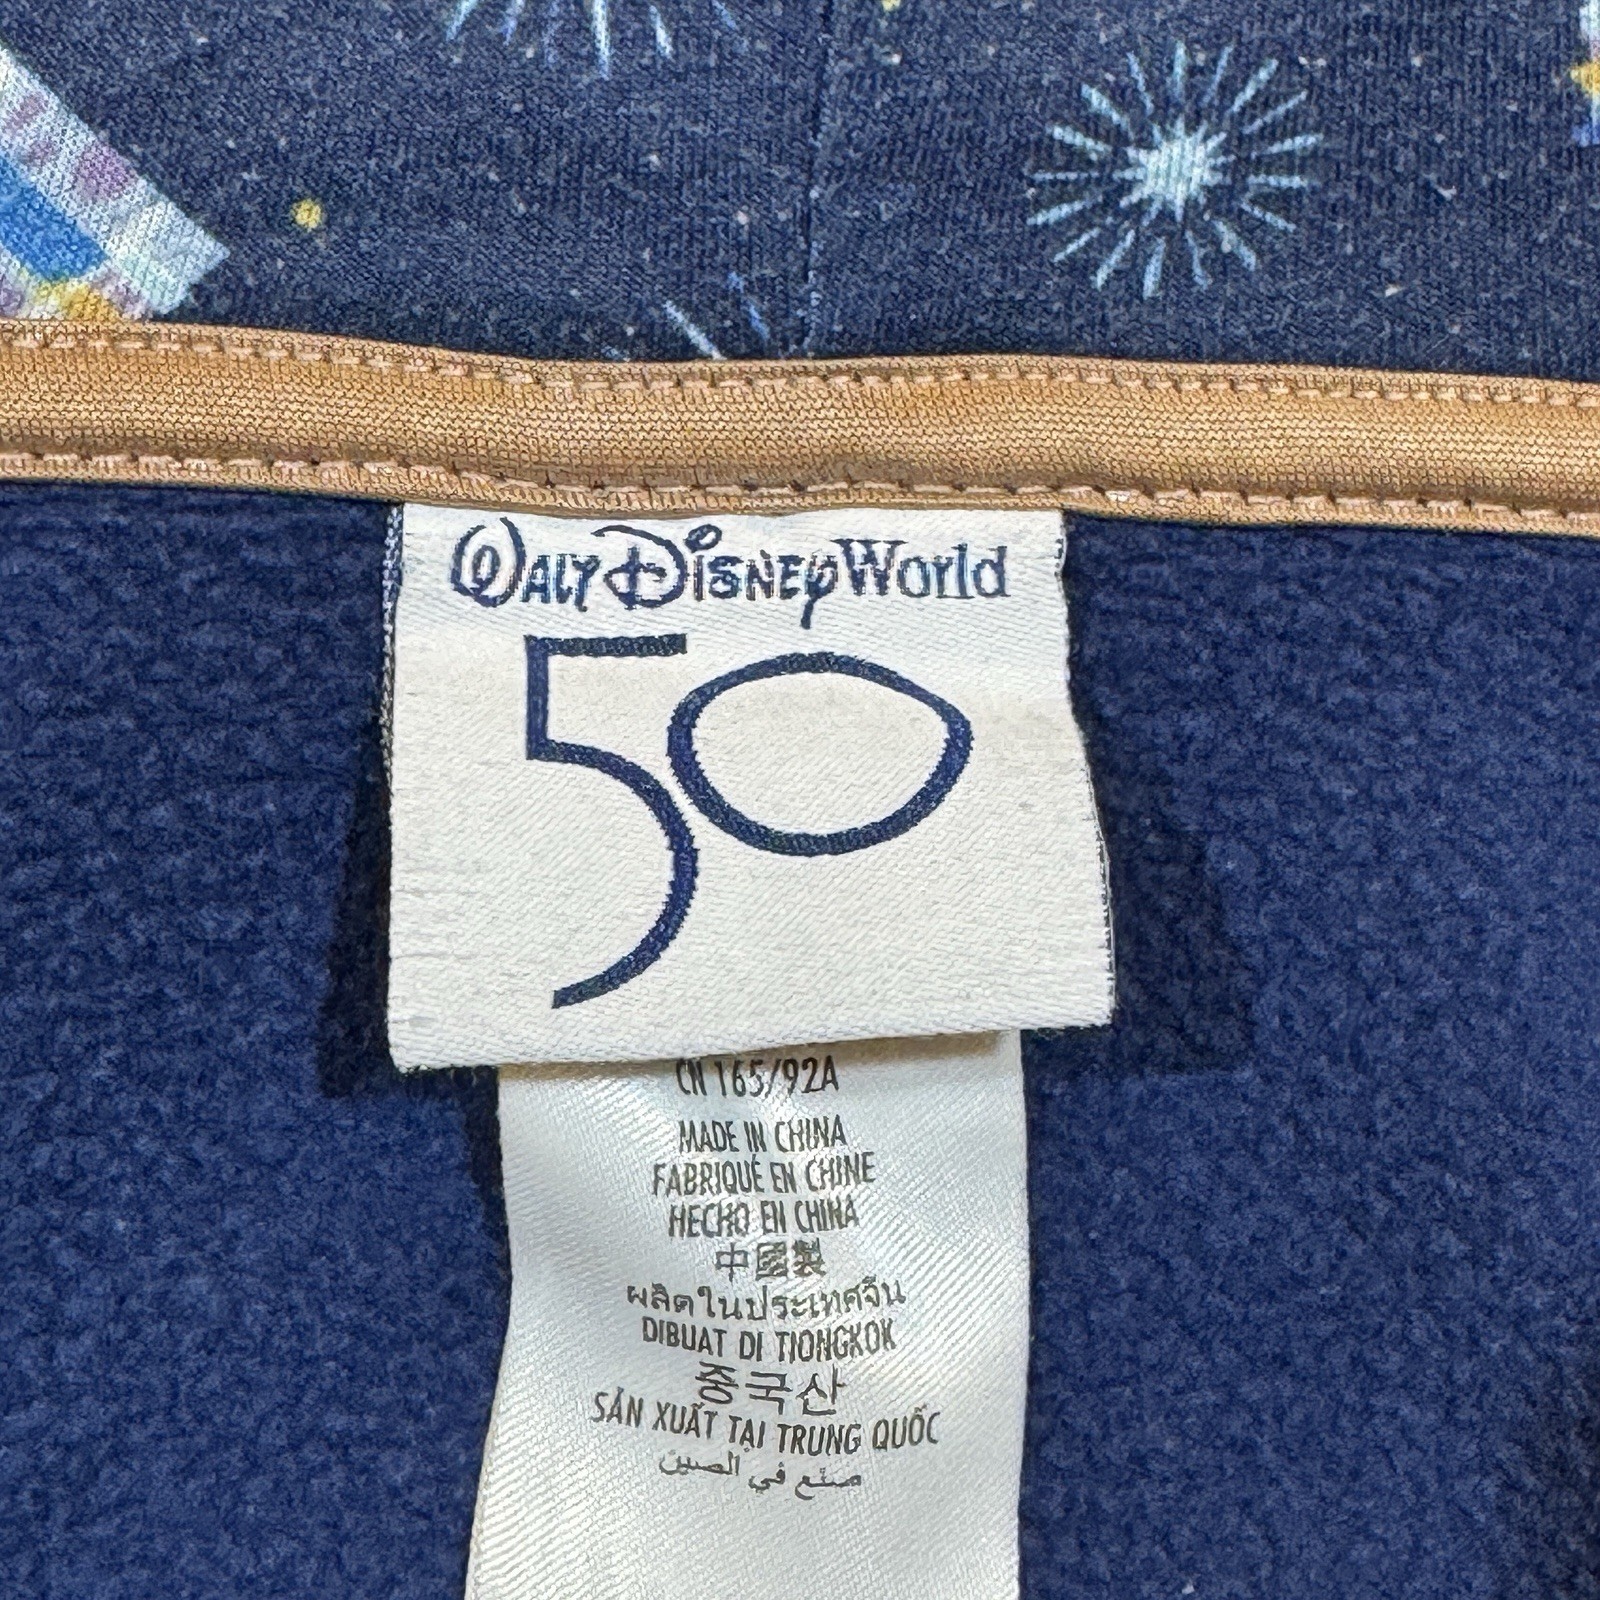 WALT DISNEY World
50
CN 165/92A
MADE IN CHINA
FABRIQUÉ EN CHINE
HECHO EN CHINA
中國製
ผลิตในประเทศจีน
DIBUAT DI TIONGKOK
중국산
SẢN XUẤT TẠI TRUNG QUỐC
صنع في الصين